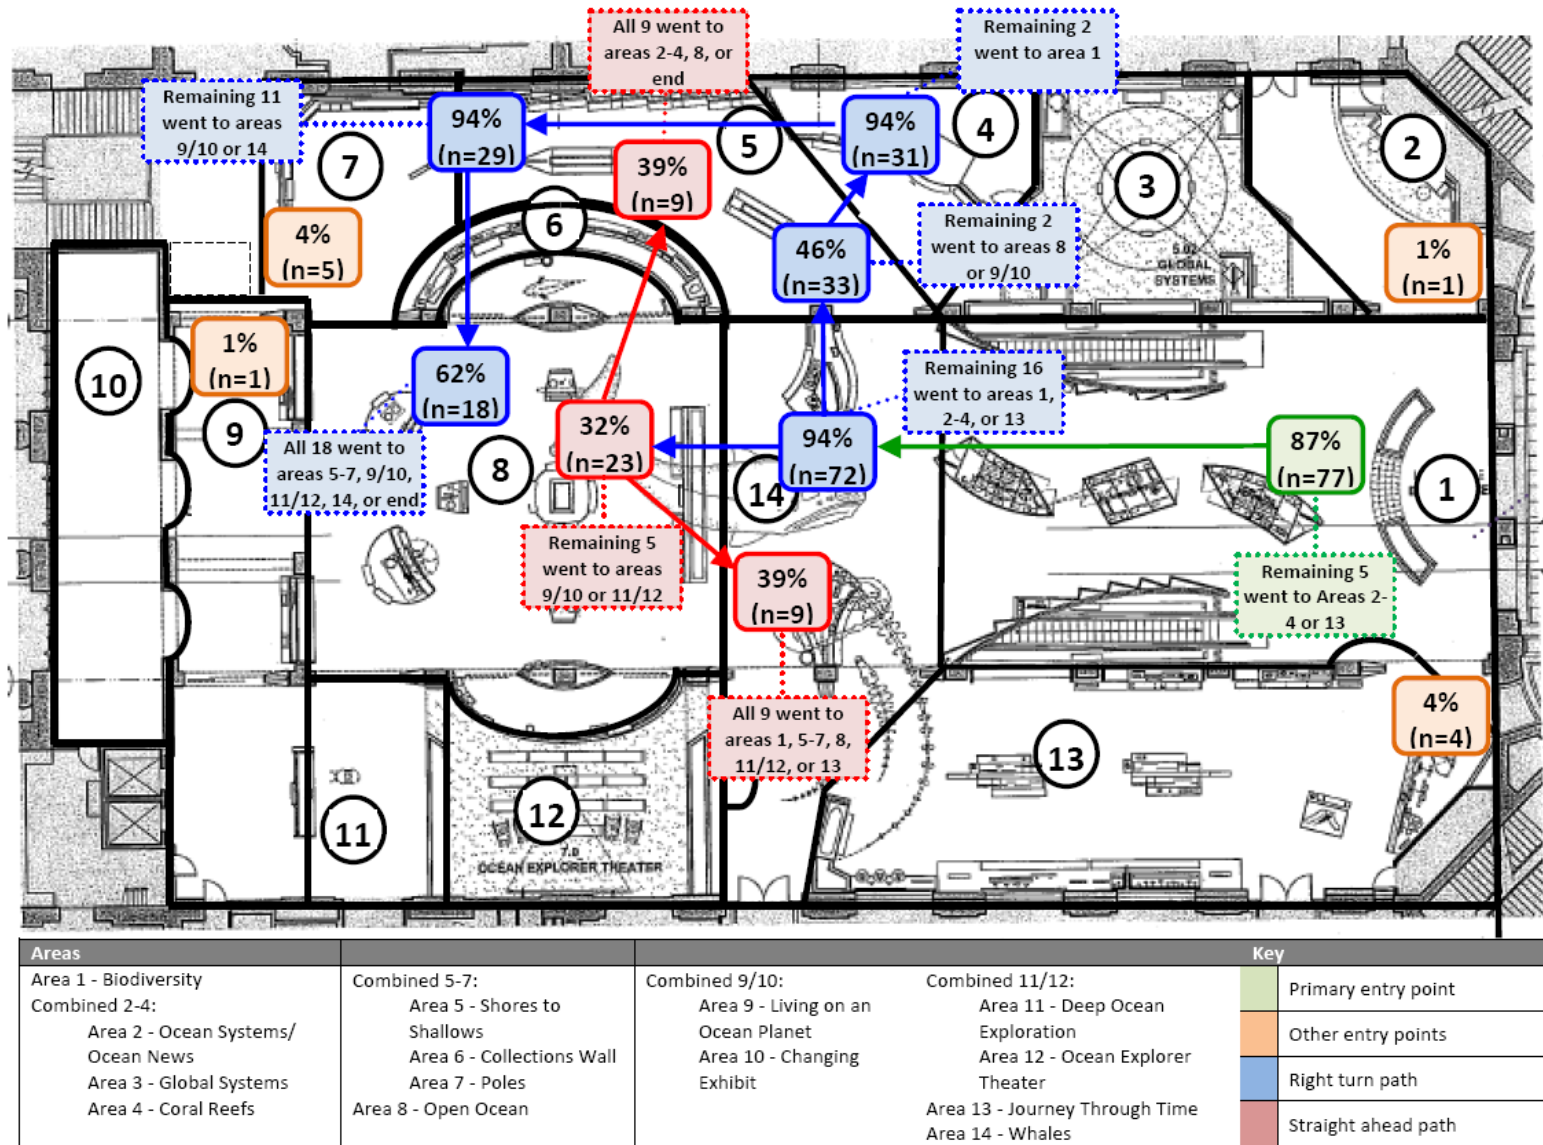 All 9 went to
areas 2-4, 8, or
end
Remaining 2
went to area 1
Remaining 11
went to areas
9/10 or 14
94%
(n=29)
94%
(n=31)
4
5
2
7
3
39%
(n=9)
6
4%
(n=5)
Remaining 2
went to areas 8
or 9/10
46%
(n=33)
5.02
GLOBAL
SYSTEMS
1%
(n=1)
1%
(n=1)
10
9
62%
(n=18)
Remaining 16
went to areas 1,
2-4, or 13
32%
(n=23)
94%
(n=72)
87%
(n=77)
All 18 went to
areas 5-7, 9/10,
11/12, 14, or end
8
14
1
Remaining 5
went to areas
9/10 or 11/12
39%
(n=9)
Remaining 5
went to Areas 2-
4 or 13
All 9 went to
areas 1, 5-7, 8,
11/12, or 13
4%
(n=4)
13
12
11
7.0
OCEAN EXPLORER THEATER
Areas
Area 1 - Biodiversity
Combined 2-4:
Area 2 - Ocean Systems/
Ocean News
Area 3 - Global Systems
Area 4 - Coral Reefs
Combined 5-7:
Area 5 - Shores to
Shallows
Area 6 - Collections Wall
Area 7 - Poles
Area 8 - Open Ocean
Combined 9/10:
Area 9 - Living on an
Ocean Planet
Area 10 - Changing
Exhibit
Combined 11/12:
Area 11 - Deep Ocean
Exploration
Area 12 - Ocean Explorer
Theater
Area 13 - Journey Through Time
Area 14 - Whales
Key
Primary entry point
Other entry points
Right turn path
Straight ahead path